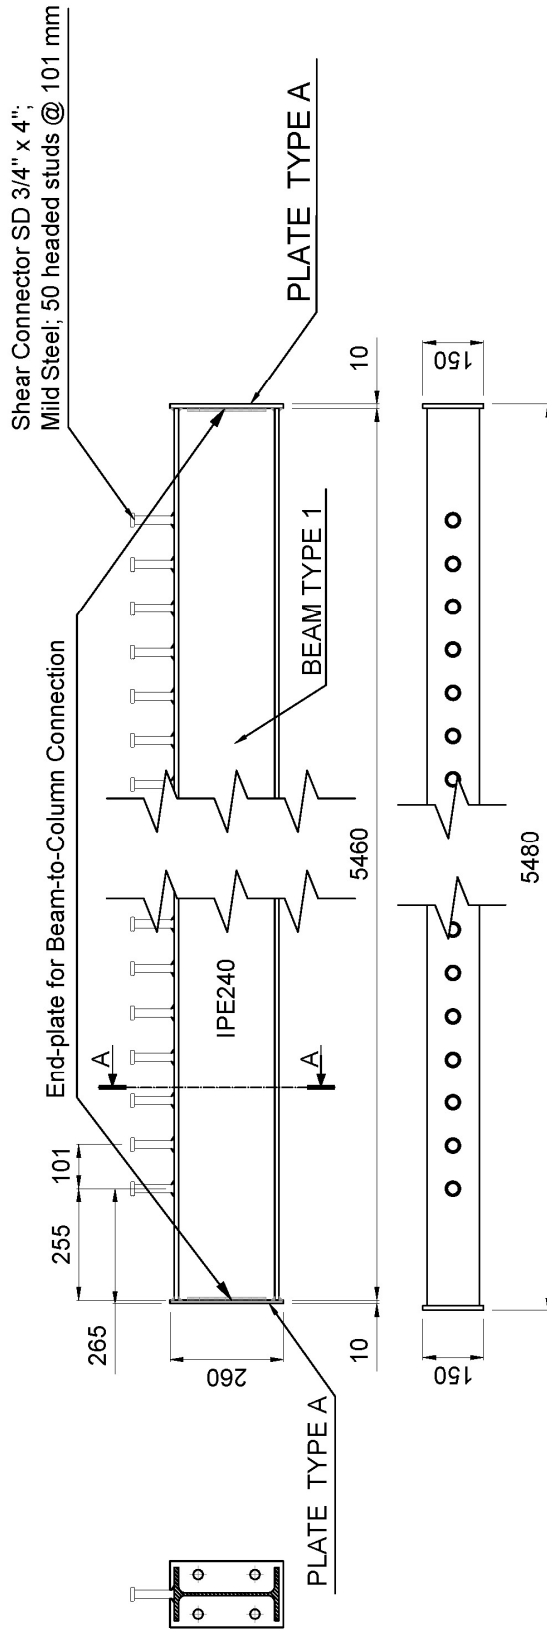 Shear Connector SD 3/4" x 4";
Mild Steel; 50 headed studs @ 101 mm
End-plate for Beam-to-Column Connection
PLATE TYPE A
101
255
265
A
A
IPE240
BEAM TYPE 1
260
10
5460
10
PLATE TYPE A
150
150
5480